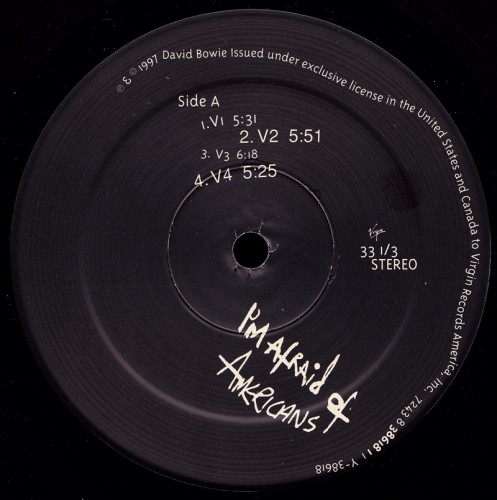 ℗ © 1997 David Bowie Issued under exclusive license in the United States and Canada to Virgin Records America, Inc. 7243 8 38618 1 1 Y-38618
Side A
1. V1 5:31
2. V2 5:51
3. V3 6:18
4. V4 5:25
Virgin
33 1/3
STEREO
I'm AfRAid of
AmERICANS